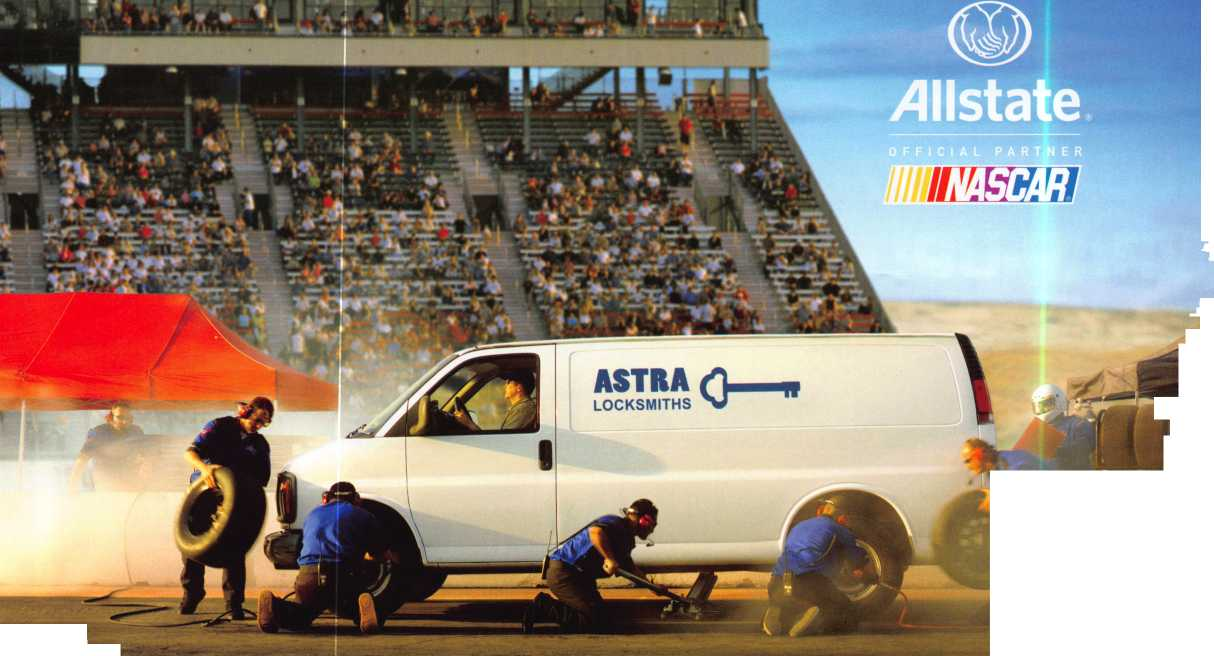 Allstate®
OFFICIAL PARTNER
NASCAR
ASTRA
LOCKSMITHS